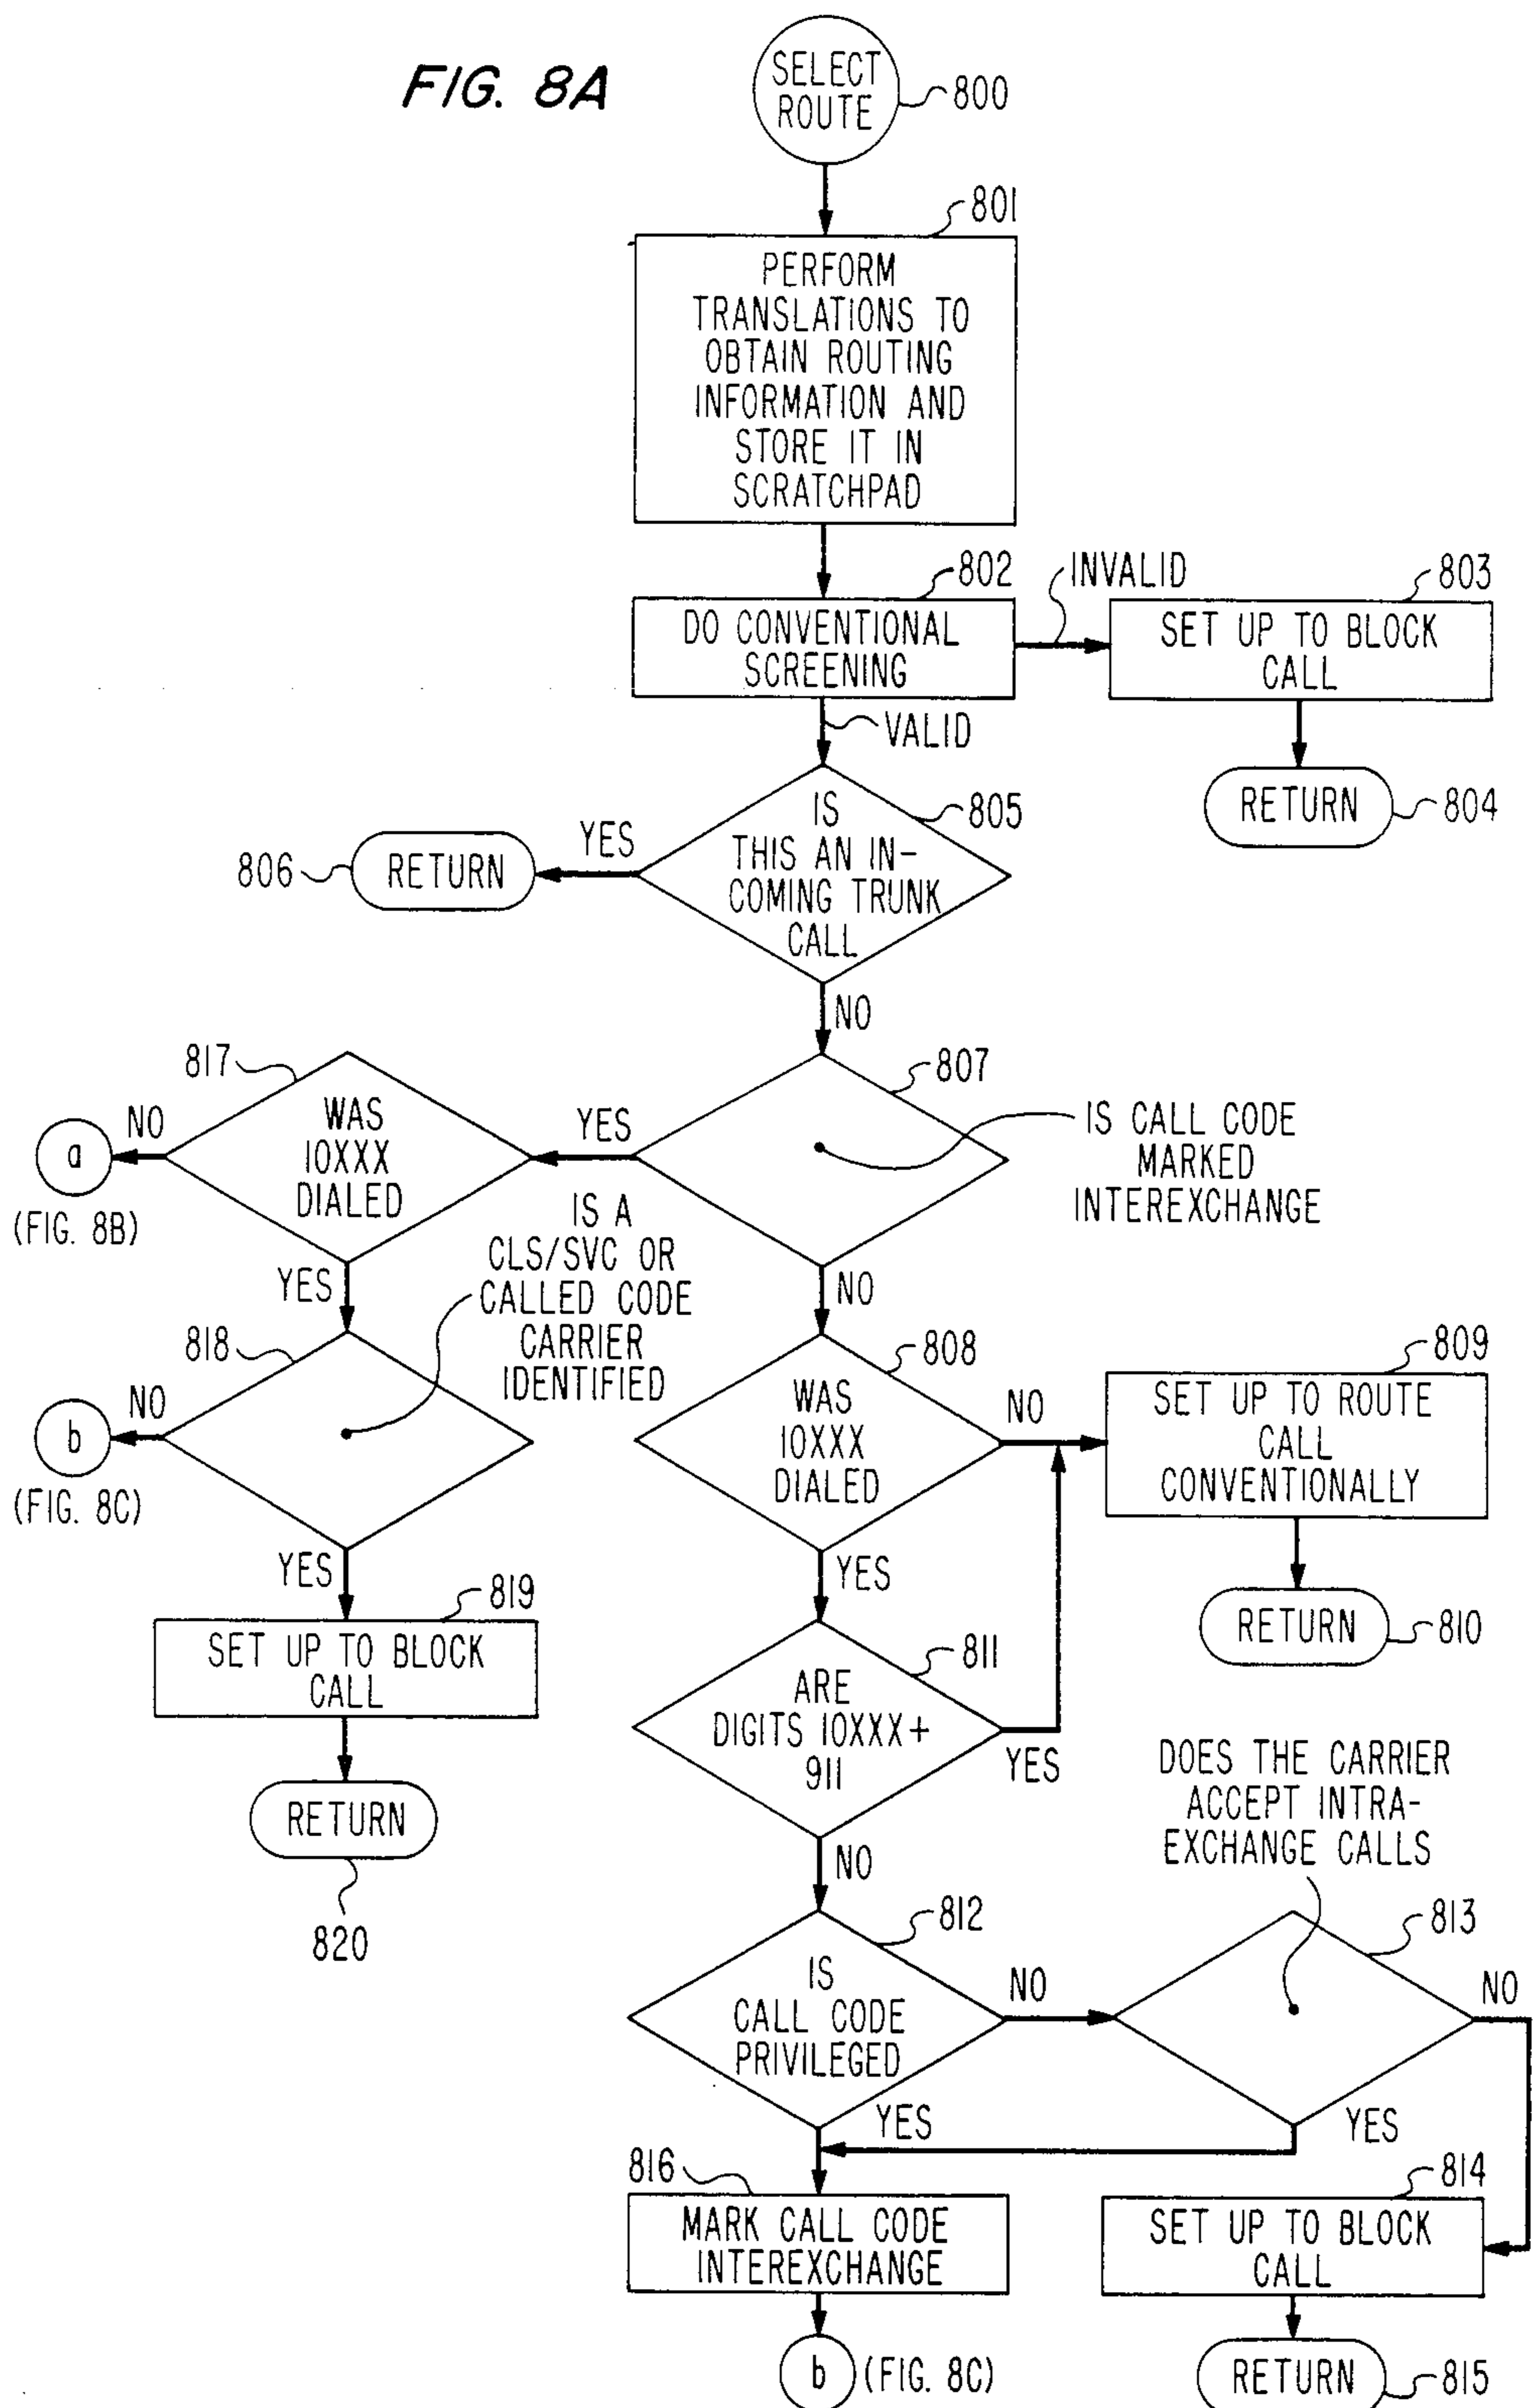 FIG. 8A
SELECT
ROUTE
800
801
PERFORM
TRANSLATIONS TO
OBTAIN ROUTING
INFORMATION AND
STORE IT IN
SCRATCHPAD
802
DO CONVENTIONAL
SCREENING
INVALID
803
SET UP TO BLOCK
CALL
VALID
RETURN
804
805
IS
THIS AN IN-
COMING TRUNK
CALL
YES
806
RETURN
NO
807
IS CALL CODE
MARKED
INTEREXCHANGE
YES
817
WAS
10XXX
DIALED
NO
a
(FIG. 8B)
YES
818
IS A
CLS/SVC OR
CALLED CODE
CARRIER
IDENTIFIED
NO
b
(FIG. 8C)
YES
819
SET UP TO BLOCK
CALL
RETURN
820
NO
808
WAS
10XXX
DIALED
NO
809
SET UP TO ROUTE
CALL
CONVENTIONALLY
RETURN
810
YES
811
ARE
DIGITS 10XXX+
911
YES
NO
812
IS
CALL CODE
PRIVILEGED
NO
DOES THE CARRIER
ACCEPT INTRA-
EXCHANGE CALLS
813
NO
YES
YES
816
MARK CALL CODE
INTEREXCHANGE
b
(FIG. 8C)
814
SET UP TO BLOCK
CALL
RETURN
815